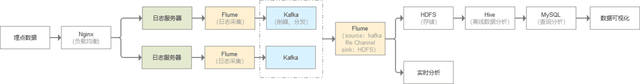 埋点数据
Nginx
(负载均衡)
日志服务器
Flume
(日志采集)
Kafka
(削峰、分发)
日志服务器
Flume
(日志采集)
Kafka
Flume
(source: kafka
file Channel
sink: HDFS)
HDFS
(存储)
Hive
(离线数据分析)
MySQL
(查询分析)
数据可视化
实时分析